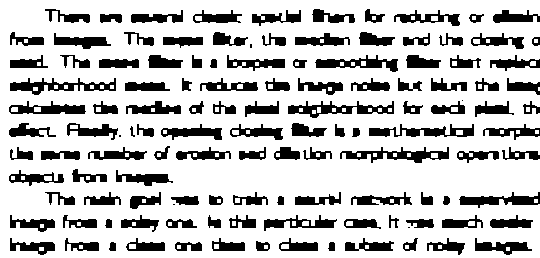 There are several classic spatial filters for reducing or elimin
from images. The mean filter, the median filter and the closing o
used. The mean filter is a lowpass or smoothing filter that replace
neighborhood mean. It reduces the image noise but blurs the imag
calculates the median of the pixel neighborhood for each pixel, th
effect. Finally, the opening closing filter is a mathematical morpho
the same number of erosion and dilation morphological operations
objects from images.
The main goal was to train a neural network in a supervised
image from a noisy one. In this particular case, it was much easier
image from a clean one than to clean a subset of noisy images.